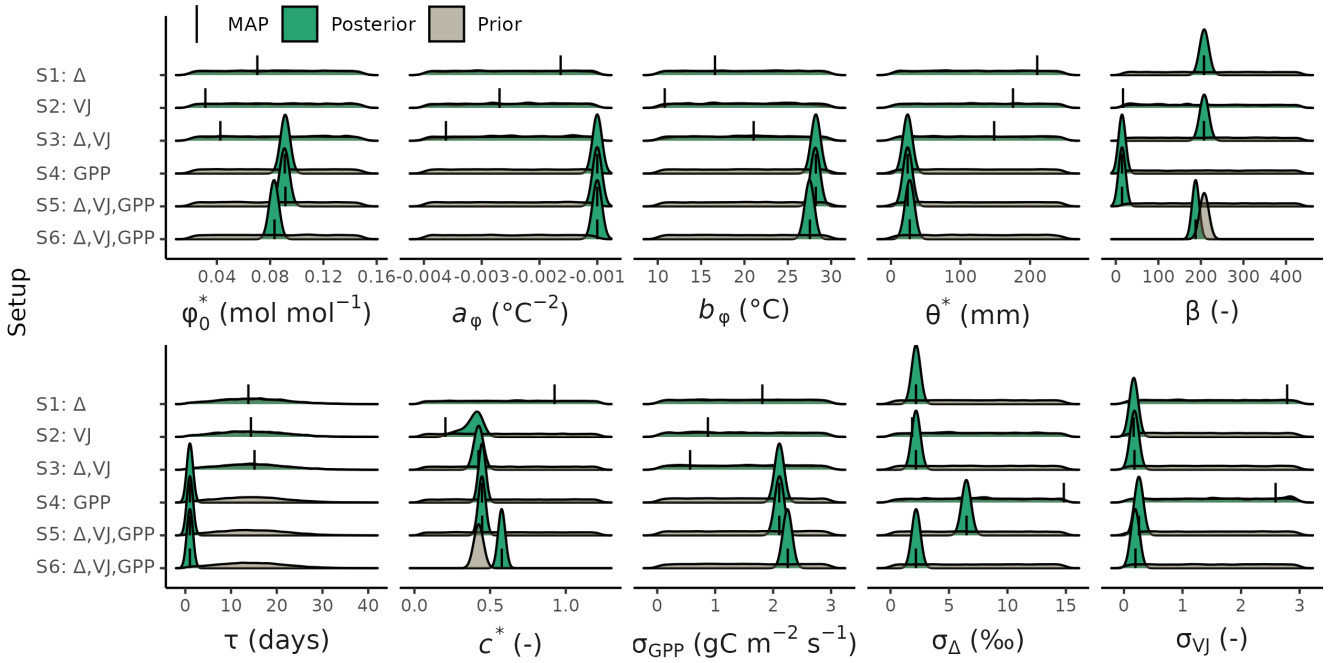 MAP Posterior Prior
Setup
S1: Δ
S2: VJ
S3: Δ,VJ
S4: GPP
S5: Δ,VJ,GPP
S6: Δ,VJ,GPP
0.04 0.08 0.12 0.16 -0.004 -0.003 -0.002 -0.001 10 15 20 25 30 0 100 200 0 100 200 300 400
φ₀* (mol mol⁻¹) aφ (°C⁻²) bφ (°C) θ* (mm) β (-)
S1: Δ
S2: VJ
S3: Δ,VJ
S4: GPP
S5: Δ,VJ,GPP
S6: Δ,VJ,GPP
0 10 20 30 40 0.0 0.5 1.0 0 1 2 3 0 5 10 15 0 1 2 3
τ (days) c* (-) σGPP (gC m⁻² s⁻¹) σΔ (‰) σVJ (-)